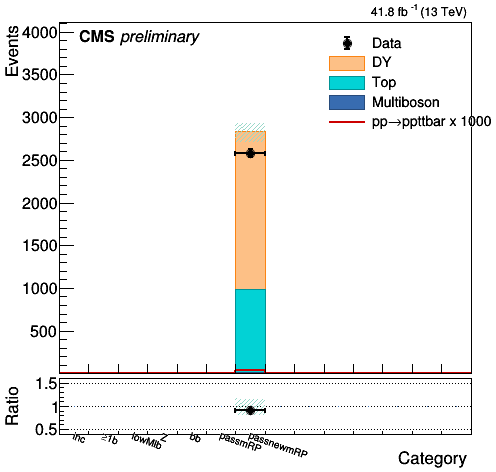 41.8 fb⁻¹ (13 TeV)
CMS preliminary
Events
4000
3500
3000
2500
2000
1500
1000
500
Data
DY
Top
Multiboson
pp→ppttbar x 1000
Ratio
1.5
1
0.5
inc
≥1b
lowMlb
Z
bb
passmRP
passnewmRP
Category